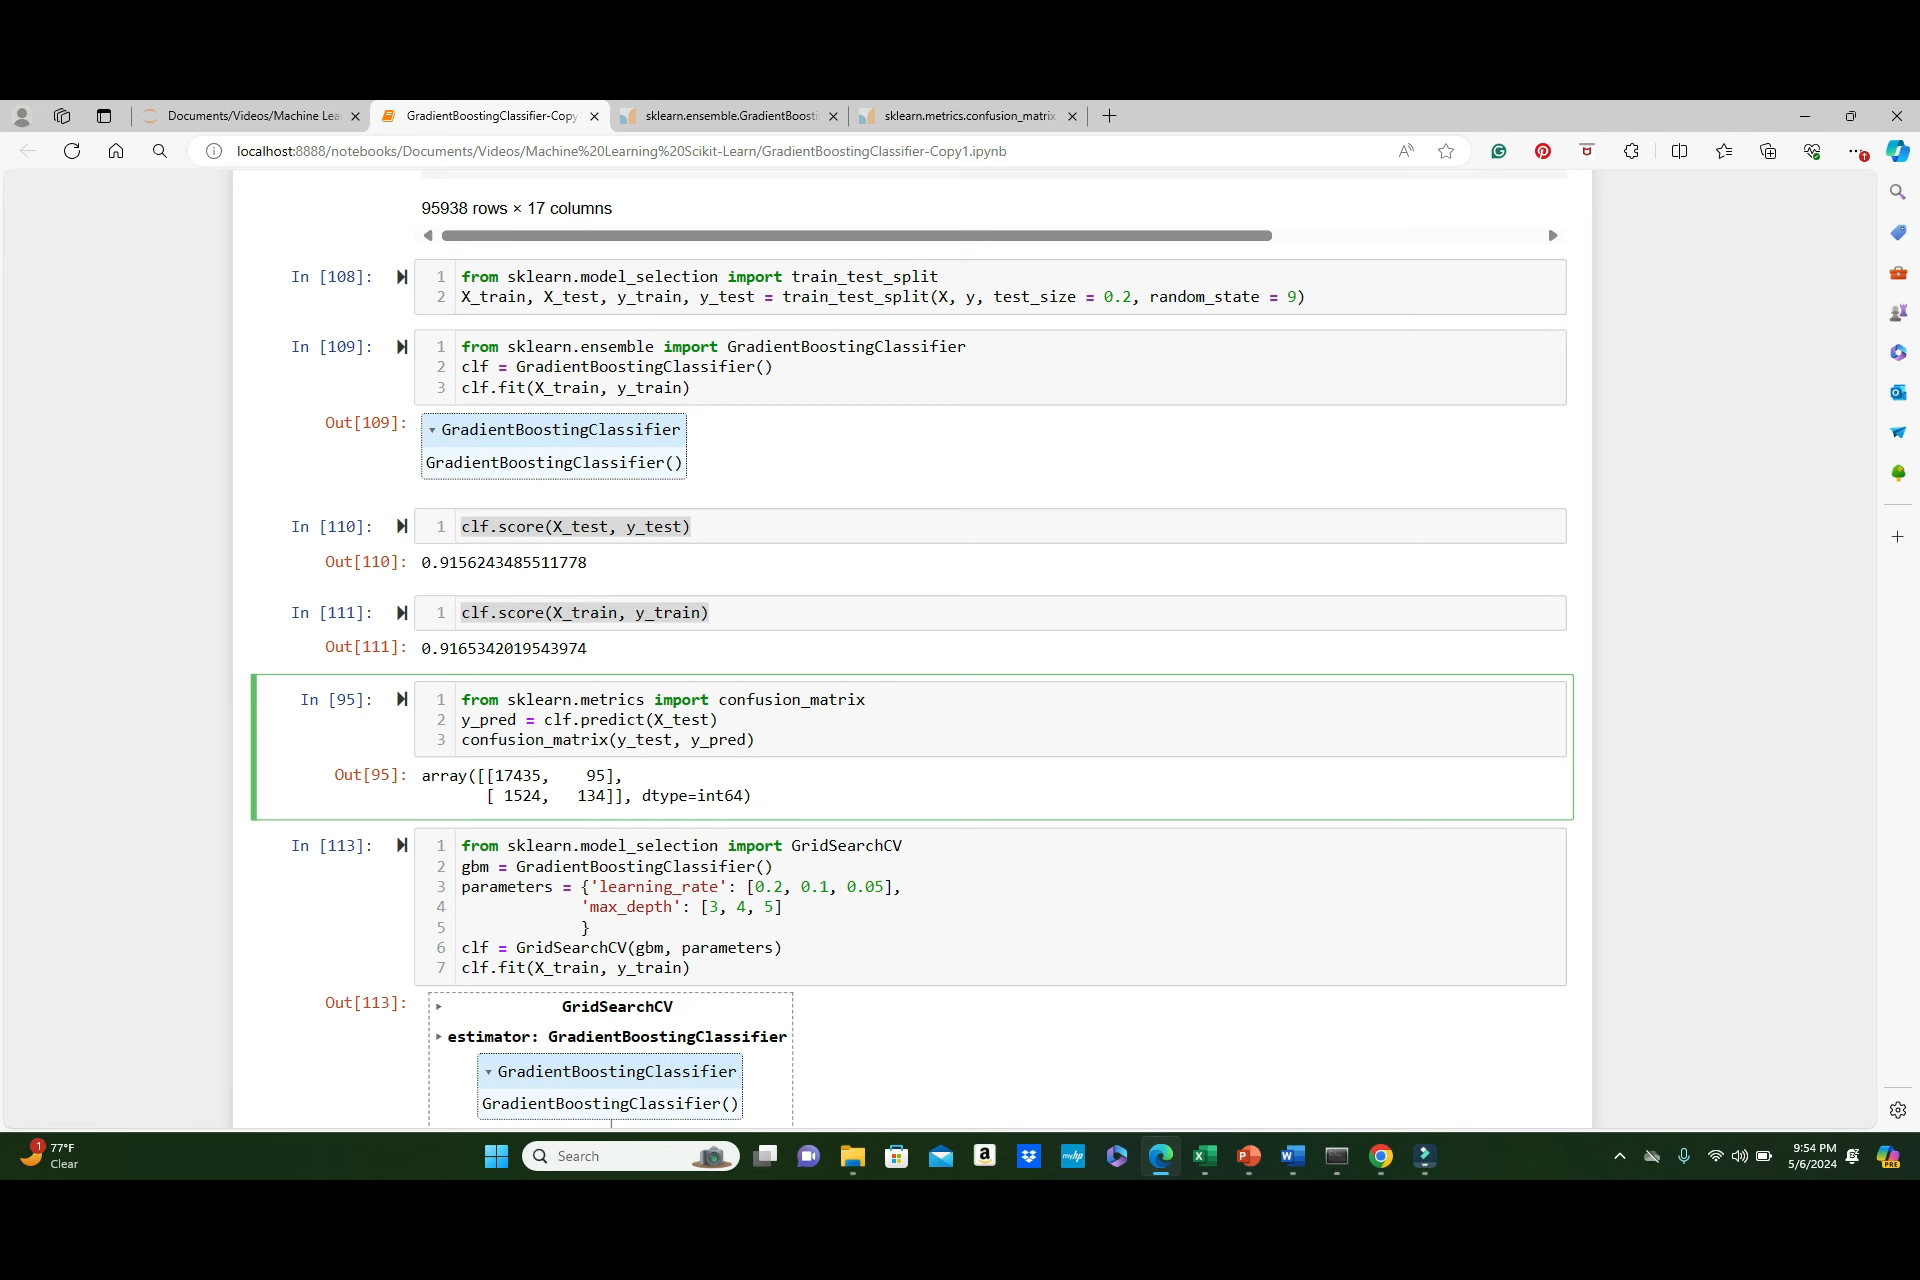 Documents/Videos/Machine Lea
GradientBoostingClassifier-Copy
sklearn.ensemble.GradientBoosti
sklearn.metrics.confusion_matrix
localhost:8888/notebooks/Documents/Videos/Machine%20Learning%20Scikit-Learn/GradientBoostingClassifier-Copy1.ipynb
95938 rows × 17 columns
In [108]:
1 from sklearn.model_selection import train_test_split
2 X_train, X_test, y_train, y_test = train_test_split(X, y, test_size = 0.2, random_state = 9)
In [109]:
1 from sklearn.ensemble import GradientBoostingClassifier
2 clf = GradientBoostingClassifier()
3 clf.fit(X_train, y_train)
Out[109]:
GradientBoostingClassifier
GradientBoostingClassifier()
In [110]:
1 clf.score(X_test, y_test)
Out[110]: 0.9156243485511778
In [111]:
1 clf.score(X_train, y_train)
Out[111]: 0.9165342019543974
In [95]:
1 from sklearn.metrics import confusion_matrix
2 y_pred = clf.predict(X_test)
3 confusion_matrix(y_test, y_pred)
Out[95]: array([[17435, 95],
[ 1524, 134]], dtype=int64)
In [113]:
1 from sklearn.model_selection import GridSearchCV
2 gbm = GradientBoostingClassifier()
3 parameters = {'learning_rate': [0.2, 0.1, 0.05],
4 'max_depth': [3, 4, 5]
5 }
6 clf = GridSearchCV(gbm, parameters)
7 clf.fit(X_train, y_train)
Out[113]:
GridSearchCV
estimator: GradientBoostingClassifier
GradientBoostingClassifier
GradientBoostingClassifier()
1
77°F
Clear
Search
9:54 PM
5/6/2024